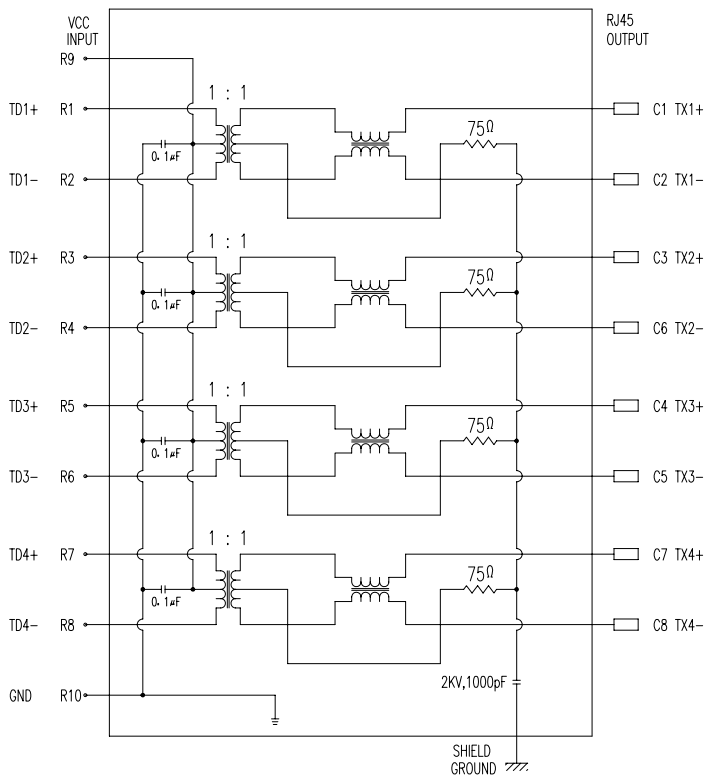 VCC
INPUT
RJ45
OUTPUT
R9
1 : 1
TD1+ R1
C1 TX1+
75Ω
0.1μF
TD1- R2
C2 TX1-
1 : 1
TD2+ R3
C3 TX2+
75Ω
0.1μF
TD2- R4
C6 TX2-
1 : 1
TD3+ R5
C4 TX3+
75Ω
0.1μF
TD3- R6
C5 TX3-
1 : 1
TD4+ R7
C7 TX4+
75Ω
0.1μF
TD4- R8
C8 TX4-
2KV,1000pF
GND R10
SHIELD
GROUND